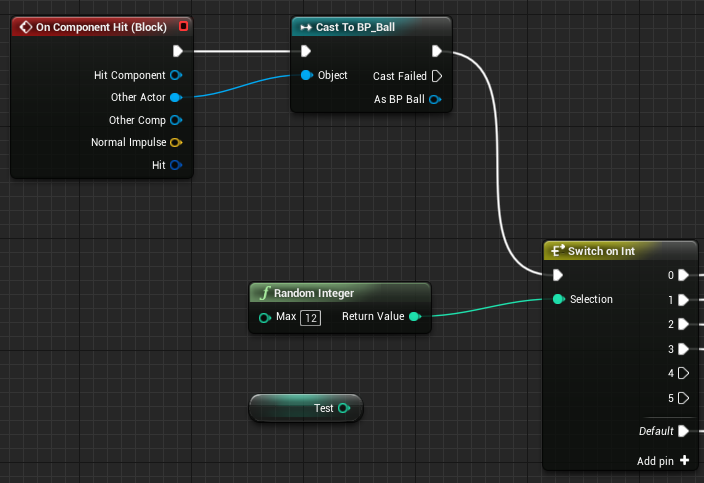 On Component Hit (Block)
Hit Component
Other Actor
Other Comp
Normal Impulse
Hit
Cast To BP_Ball
Object
Cast Failed
As BP Ball
Random Integer
Max 12 Return Value
Test
Switch on Int
Selection
0
1
2
3
4
5
Default
Add pin